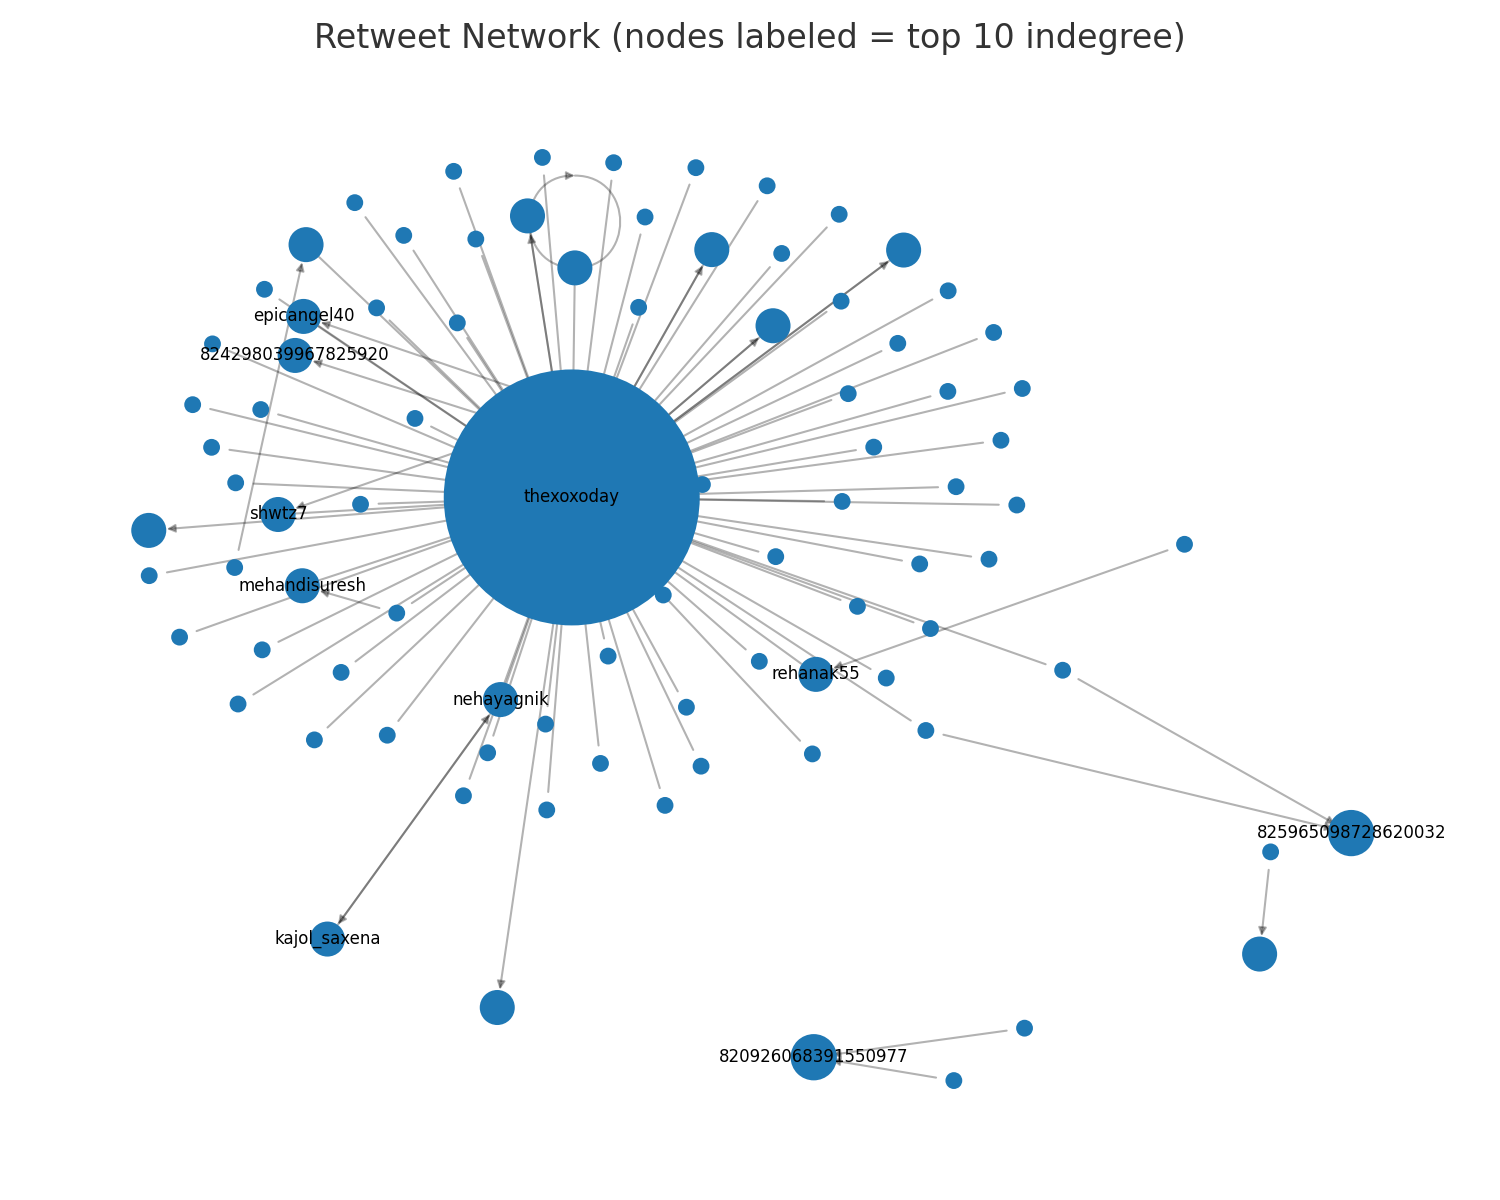 Retweet Network (nodes labeled = top 10 indegree)
epicangel40
824298039967825920
thexoxoday
shwtz7
mehandisuresh
rehanak55
nehayagnik
825965098728620032
kajol_saxena
820926068391550977